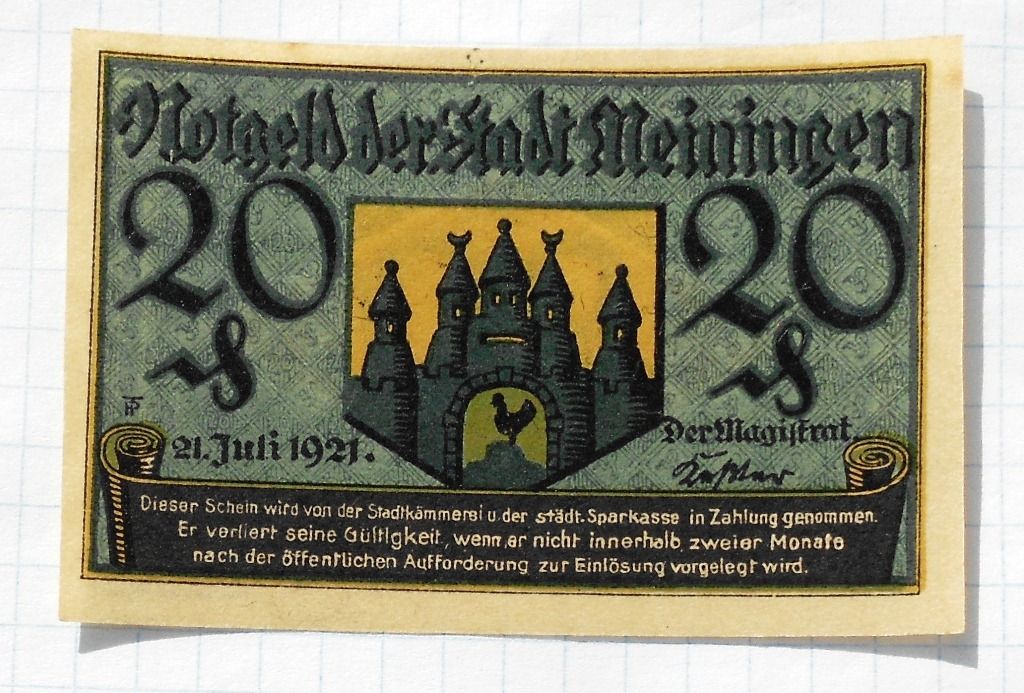 Notgeld der Stadt Meiningen
20 20
₰ ₰
HP
21. Juli 1921.
Der Magistrat
Dieser Schein wird von der Stadtkämmerei u. der städt. Sparkasse in Zahlung genommen.
Er verliert seine Gültigkeit, wenn er nicht innerhalb zweier Monate
nach der öffentlichen Aufforderung zur Einlösung vorgelegt wird.